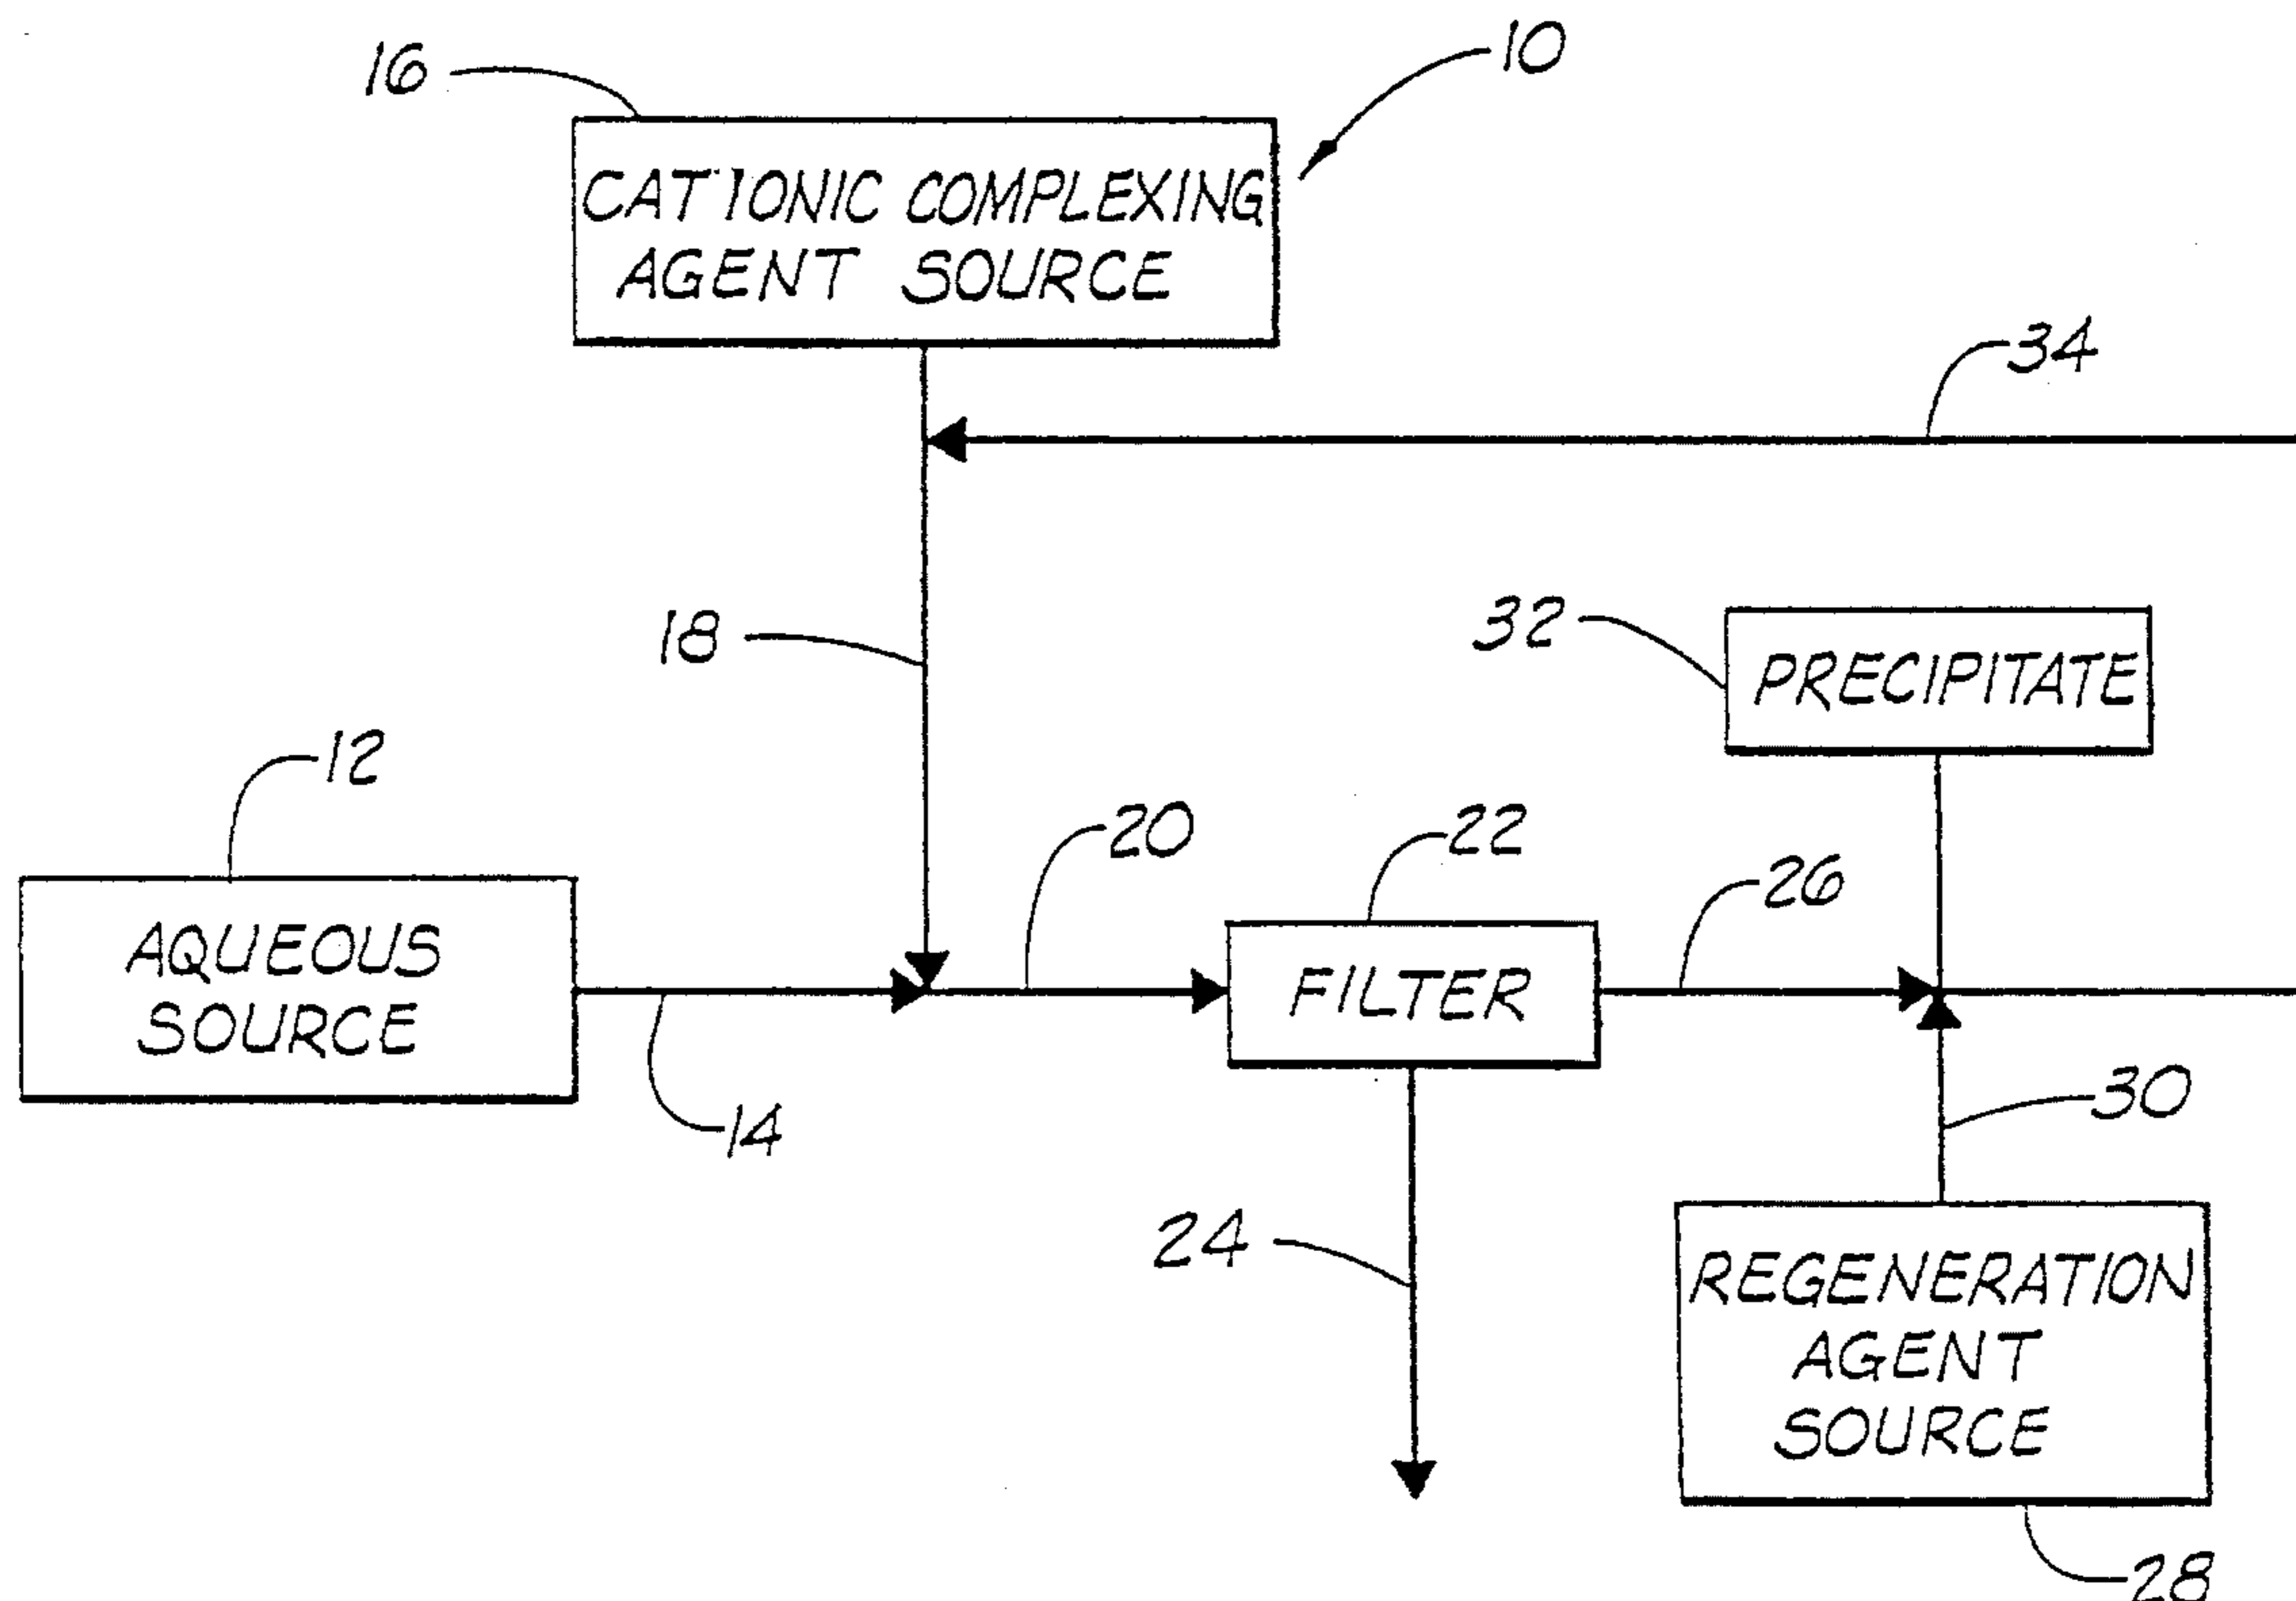 16
10
CATIONIC COMPLEXING
AGENT SOURCE
34
18
32
PRECIPITATE
12
20
22
26
AQUEOUS
SOURCE
FILTER
14
30
24
REGENERATION
AGENT
SOURCE
28